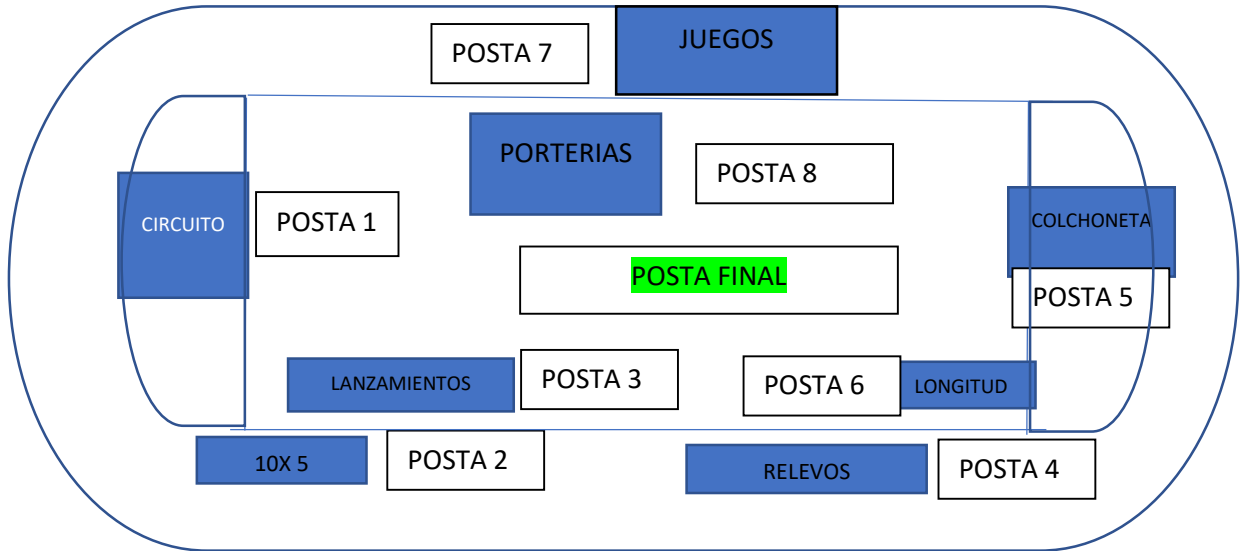 JUEGOS
POSTA 7
PORTERIAS
POSTA 8
CIRCUITO
POSTA 1
COLCHONETA
POSTA FINAL
POSTA 5
LANZAMIENTOS
POSTA 3
POSTA 6
LONGITUD
10X 5
POSTA 2
RELEVOS
POSTA 4